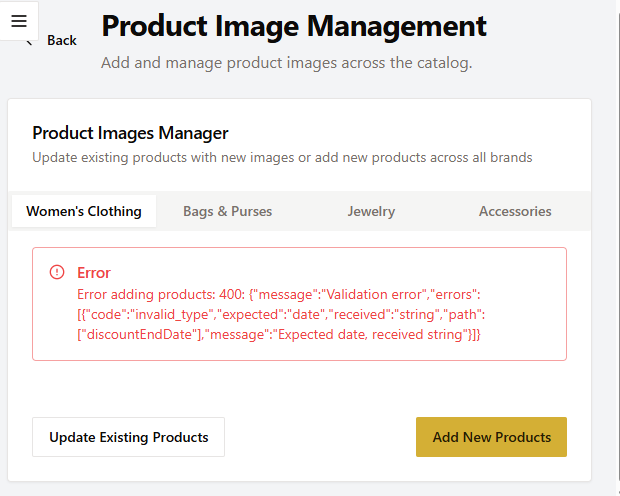 Product Image Management
Back
Add and manage product images across the catalog.
Product Images Manager
Update existing products with new images or add new products across all brands
Women's Clothing
Bags & Purses
Jewelry
Accessories
Error
Error adding products: 400: {"message":"Validation error","errors":
[{"code":"invalid_type","expected":"date","received":"string","path":
["discountEndDate"],"message":"Expected date, received string"}]}
Update Existing Products
Add New Products